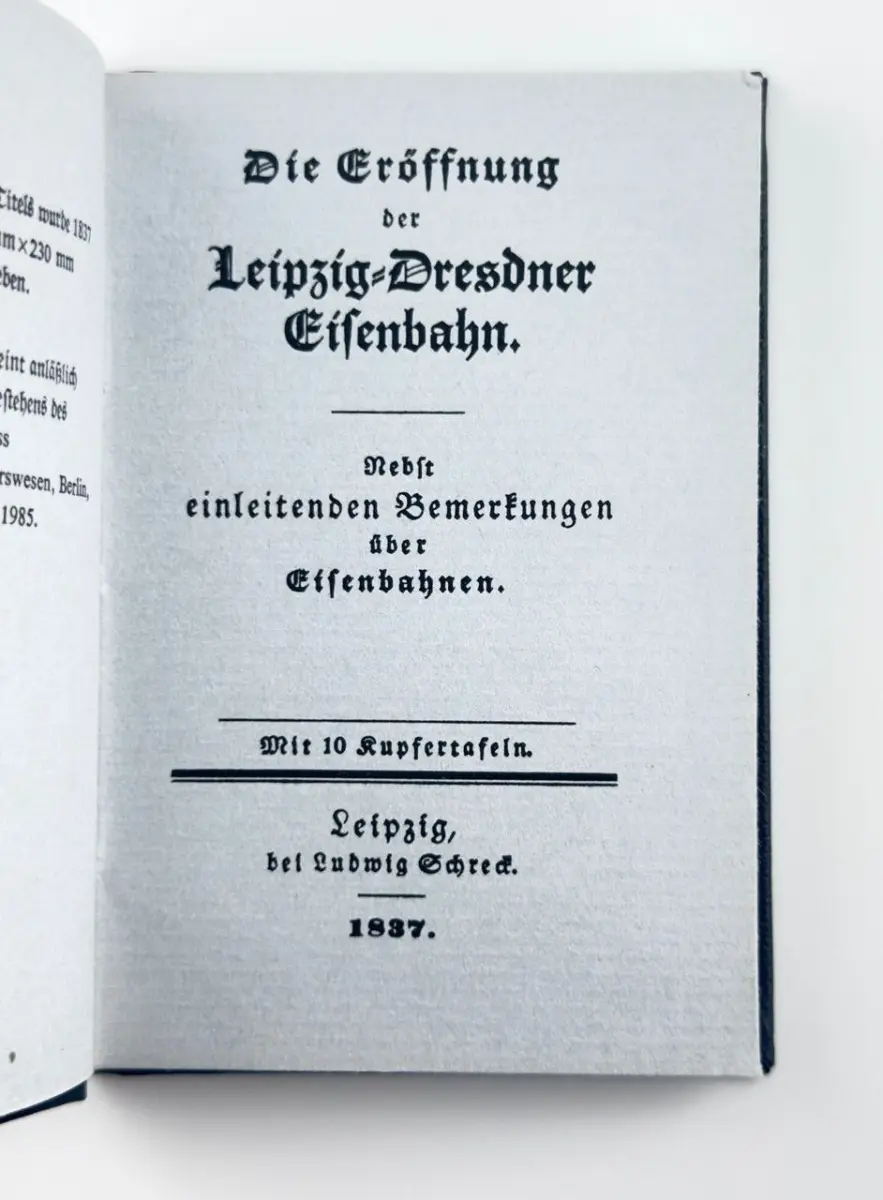 Titels wurde 1837
m × 230 mm
eben.
eint anläßlich
estehens des
ss
rswesen, Berlin,
1985.
Die Eröffnung
der
Leipzig-Dresdner
Eiſenbahn.
Nebſt
einleitenden Bemerkungen
über
Eiſenbahnen.
Mit 10 Kupfertafeln.
Leipzig,
bei Ludwig Schreck.
1837.